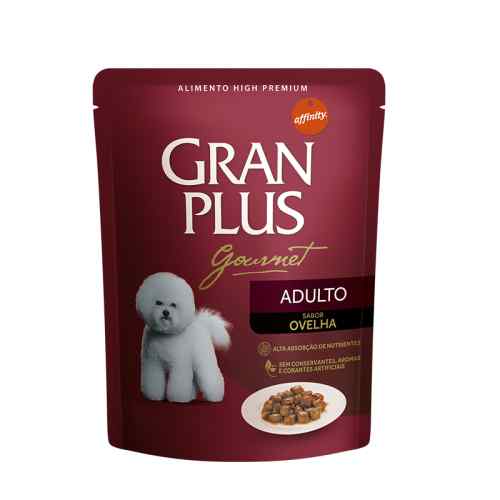 ALIMENTO HIGH PREMIUM
affinity.
GRAN
PLUS
Gourmet
ADULTO
SABOR
OVELHA
ALTA ABSORÇÃO DE NUTRIENTES
SEM CONSERVANTES, AROMAS
E CORANTES ARTIFICIAIS